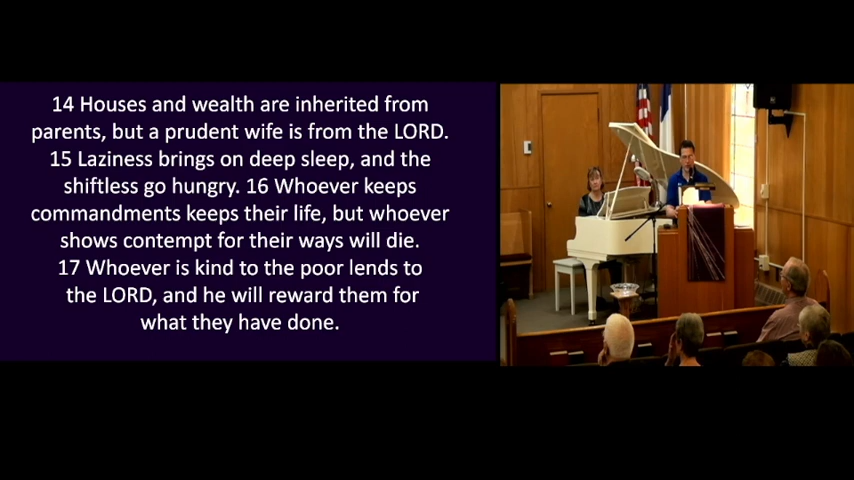 14 Houses and wealth are inherited from
parents, but a prudent wife is from the LORD.
15 Laziness brings on deep sleep, and the
shiftless go hungry. 16 Whoever keeps
commandments keeps their life, but whoever
shows contempt for their ways will die.
17 Whoever is kind to the poor lends to
the LORD, and he will reward them for
what they have done.